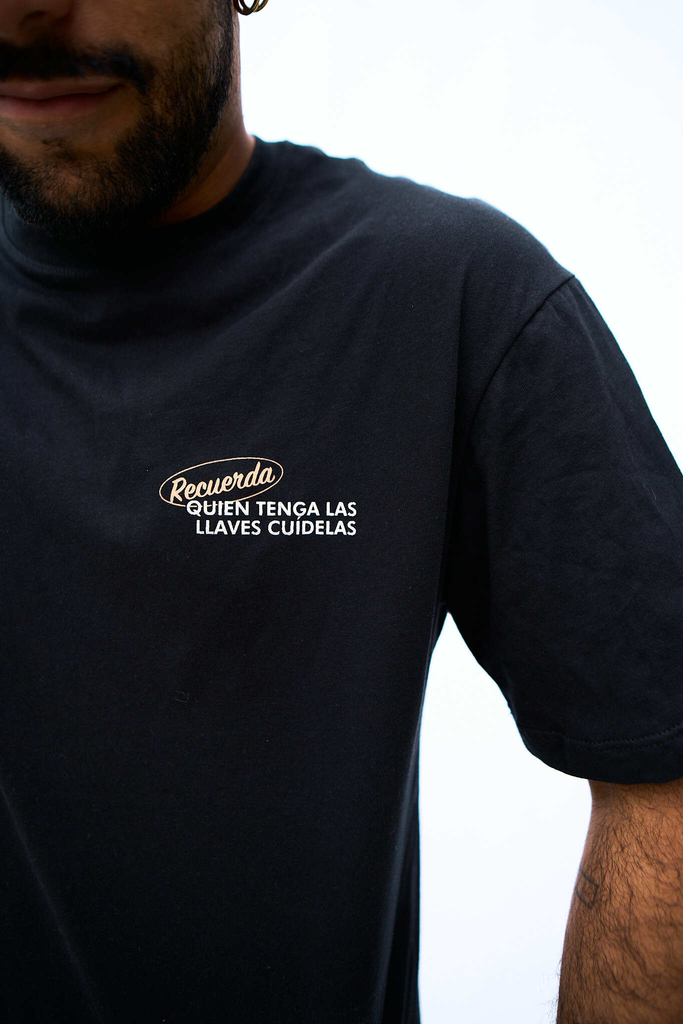 Recuerda
QUIEN TENGA LAS
LLAVES CUÍDELAS